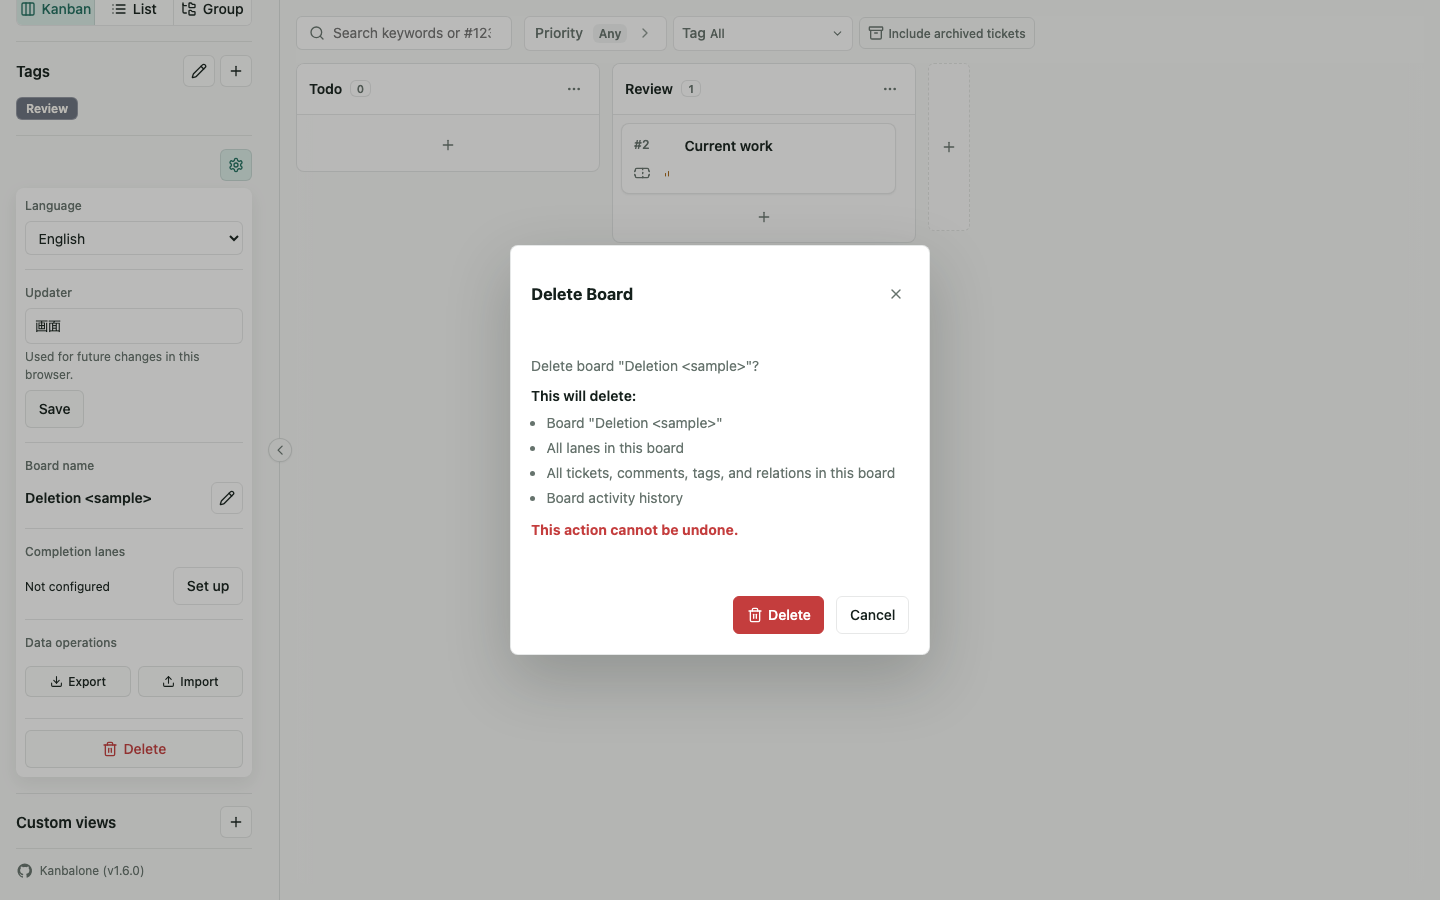 Kanban
List
Group
Tags
Review
Language
English
Updater
画面
Used for future changes in this
browser.
Save
Board name
Deletion <sample>
Completion lanes
Not configured
Set up
Data operations
Export
Import
Delete
Custom views
Kanbalone (v1.6.0)
Search keywords or #123
Priority Any
Tag All
Include archived tickets
Todo 0
Review 1
#2 Current work
Delete Board
Delete board "Deletion <sample>"?
This will delete:
Board "Deletion <sample>"
All lanes in this board
All tickets, comments, tags, and relations in this board
Board activity history
This action cannot be undone.
Delete
Cancel